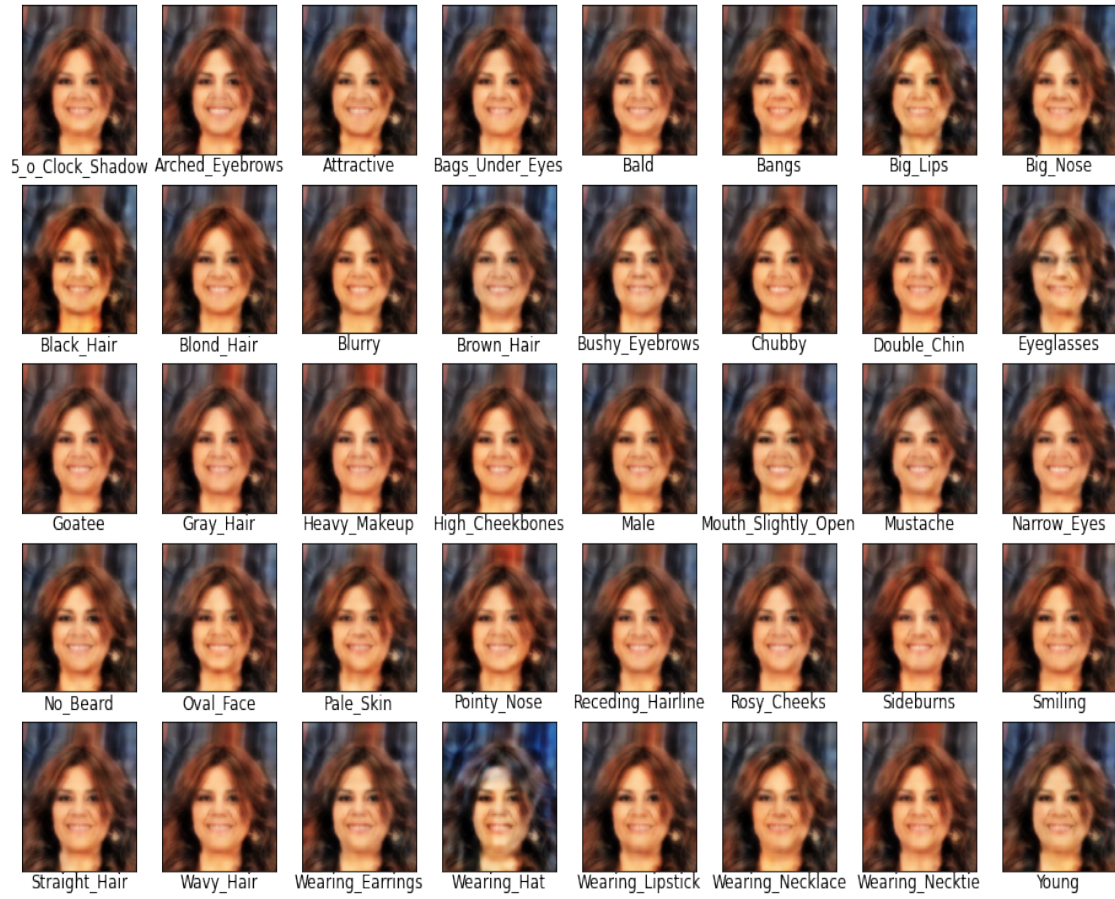 5_o_Clock_Shadow Arched_Eyebrows Attractive Bags_Under_Eyes Bald Bangs Big_Lips Big_Nose
Black_Hair Blond_Hair Blurry Brown_Hair Bushy_Eyebrows Chubby Double_Chin Eyeglasses
Goatee Gray_Hair Heavy_Makeup High_Cheekbones Male Mouth_Slightly_Open Mustache Narrow_Eyes
No_Beard Oval_Face Pale_Skin Pointy_Nose Receding_Hairline Rosy_Cheeks Sideburns Smiling
Straight_Hair Wavy_Hair Wearing_Earrings Wearing_Hat Wearing_Lipstick Wearing_Necklace Wearing_Necktie Young